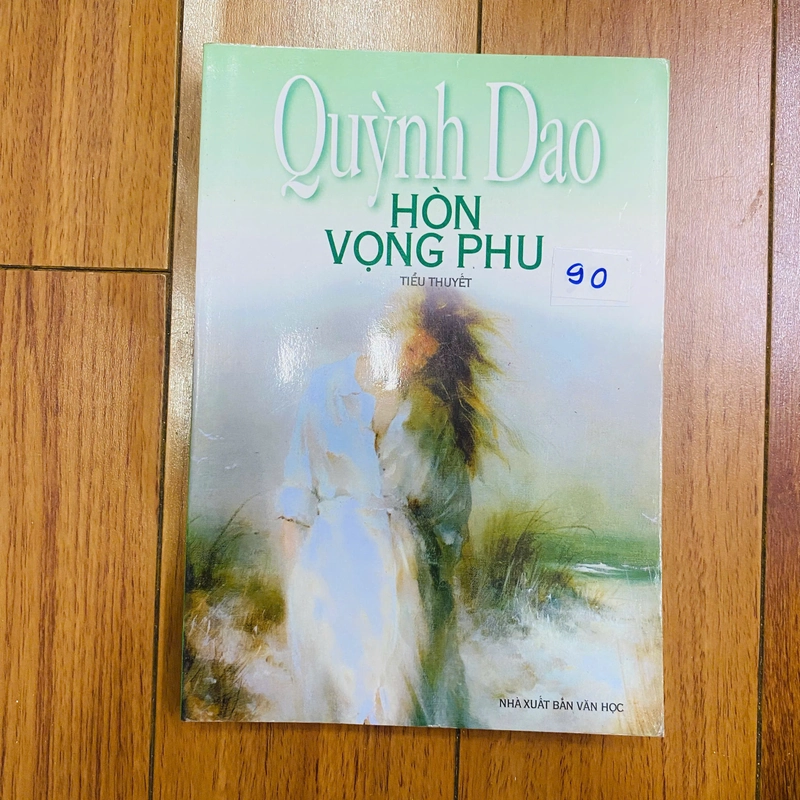 Quỳnh Dao
HÒN
VỌNG PHU
TIỂU THUYẾT
90
NHÀ XUẤT BẢN VĂN HỌC